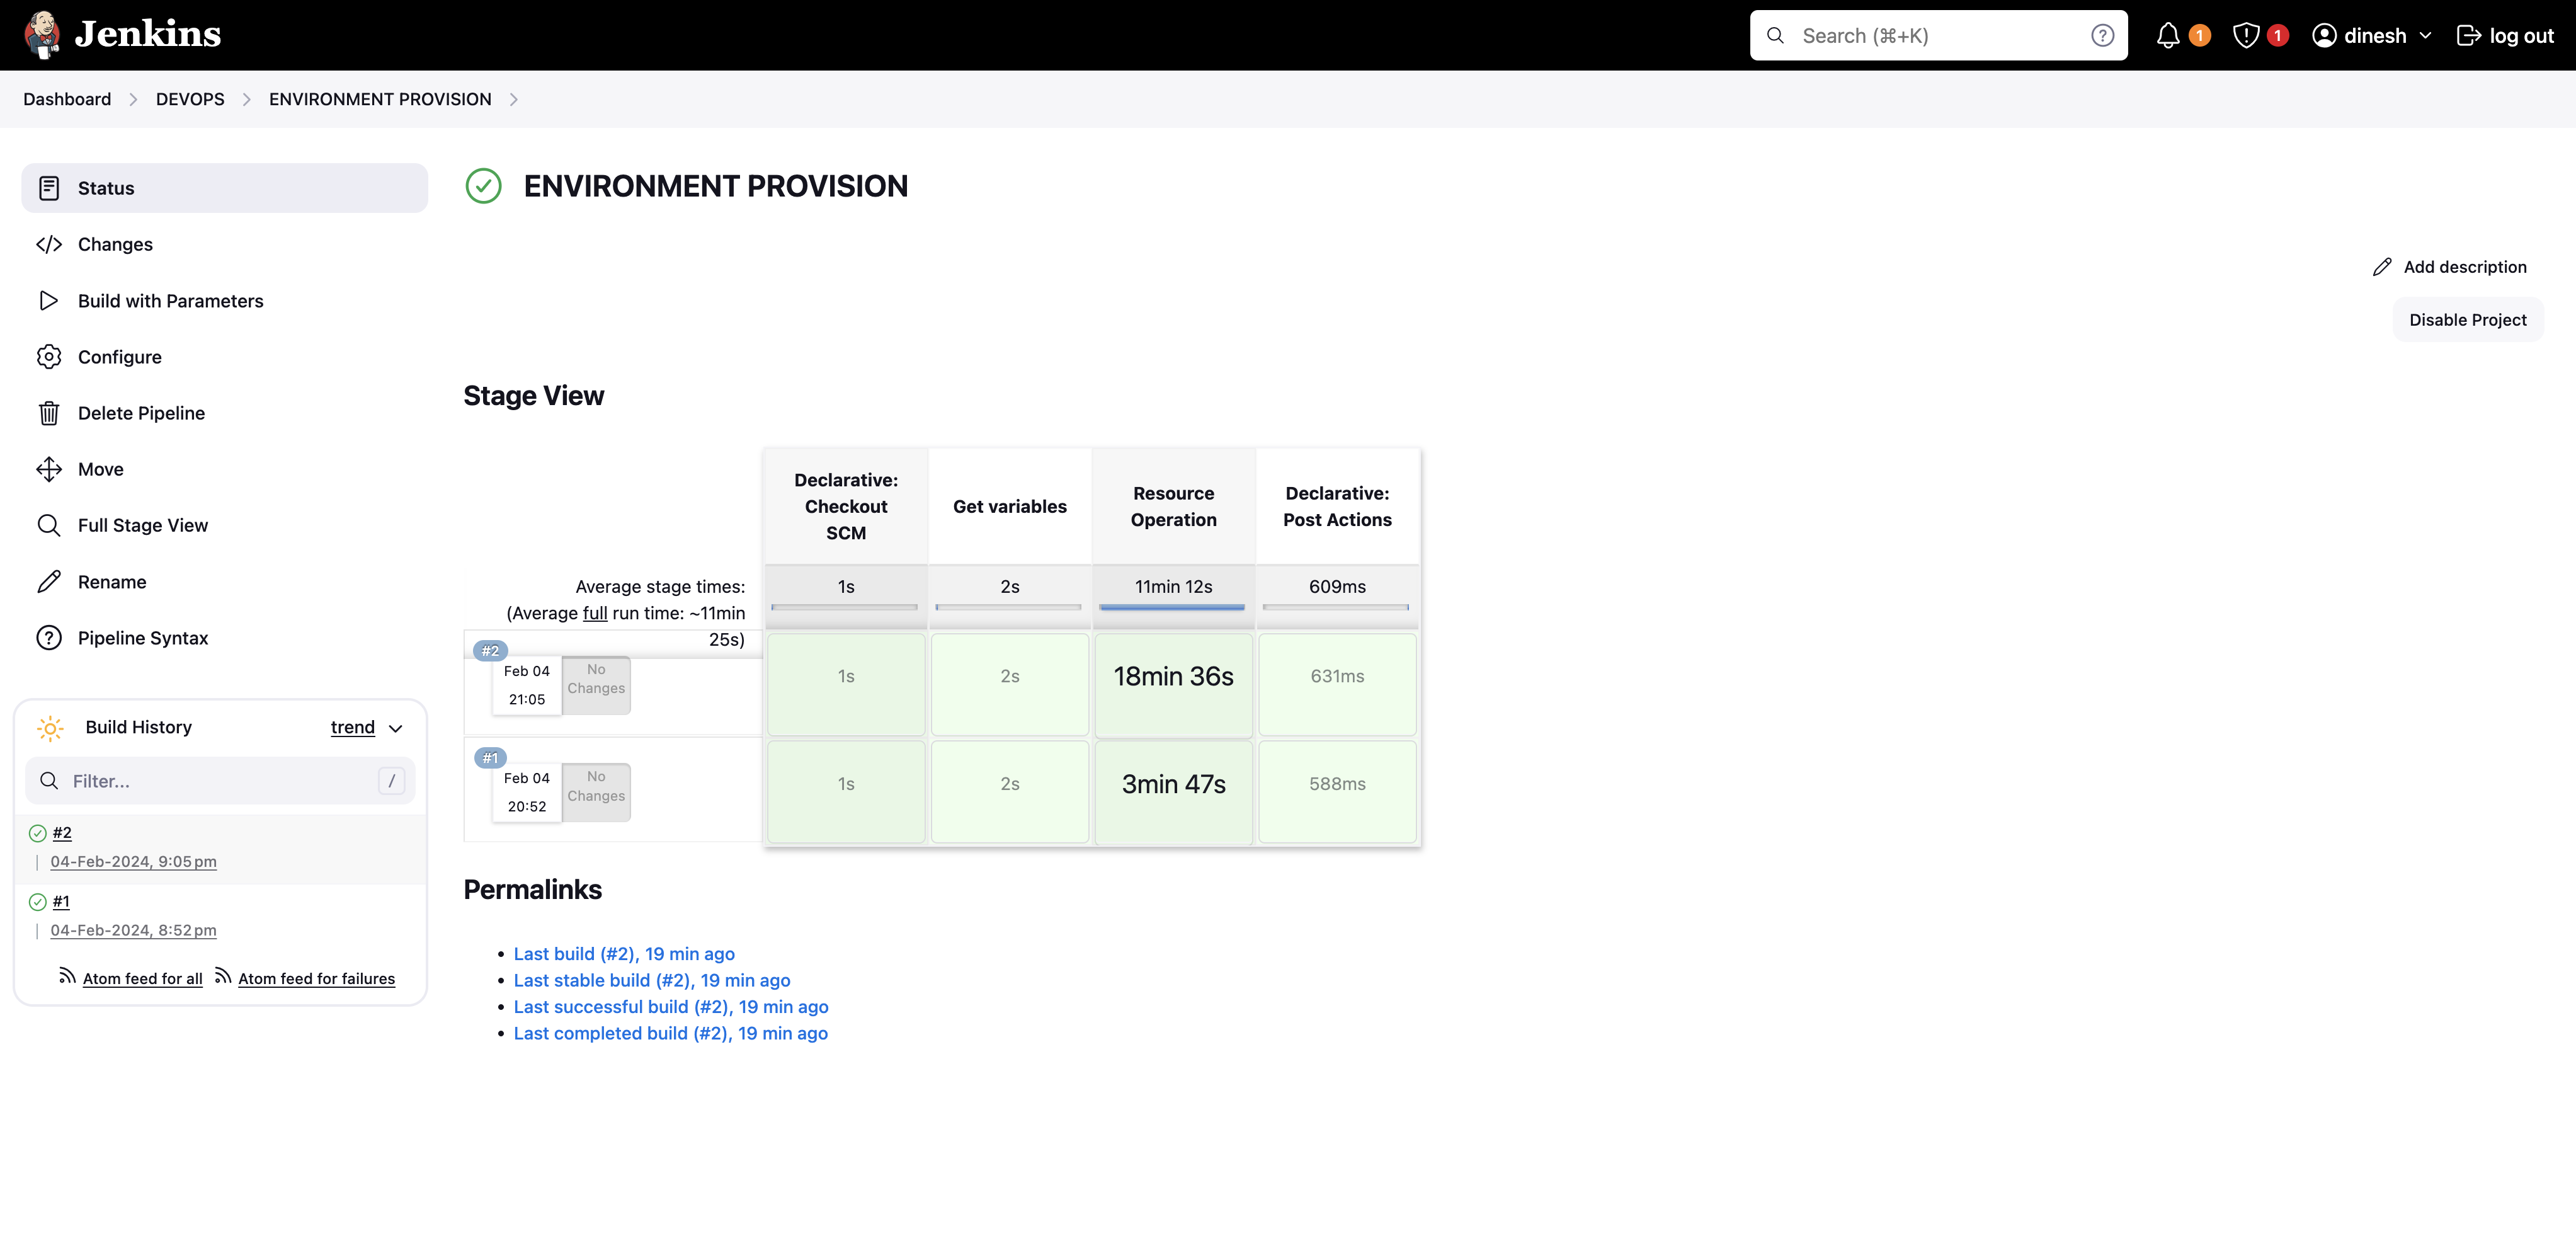 Jenkins
Search (⌘+K)
1
1
dinesh
log out
Dashboard
DEVOPS
ENVIRONMENT PROVISION
Status
Changes
Build with Parameters
Configure
Delete Pipeline
Move
Full Stage View
Rename
Pipeline Syntax
Build History
trend
Filter...
/
#2
04-Feb-2024, 9:05 pm
#1
04-Feb-2024, 8:52 pm
Atom feed for all
Atom feed for failures
ENVIRONMENT PROVISION
Add description
Disable Project
Stage View
Declarative:
Checkout
SCM
Get variables
Resource
Operation
Declarative:
Post Actions
Average stage times:
(Average full run time: ~11min
25s)
1s
2s
11min 12s
609ms
#2
Feb 04
21:05
No
Changes
1s
2s
18min 36s
631ms
#1
Feb 04
20:52
No
Changes
1s
2s
3min 47s
588ms
Permalinks
Last build (#2), 19 min ago
Last stable build (#2), 19 min ago
Last successful build (#2), 19 min ago
Last completed build (#2), 19 min ago